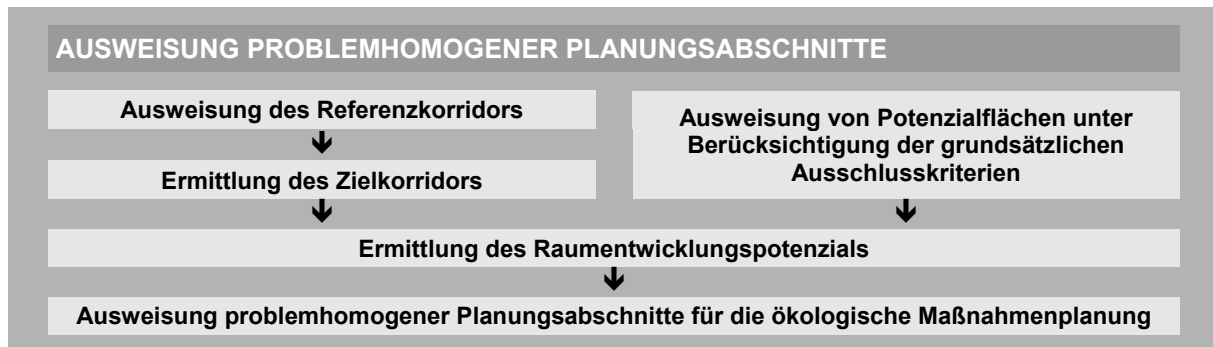 AUSWEISUNG PROBLEMHOMOGENER PLANUNGSABSCHNITTE
Ausweisung des Referenzkorridors
Ermittlung des Zielkorridors
Ausweisung von Potenzialflächen unter
Berücksichtigung der grundsätzlichen
Ausschlusskriterien
Ermittlung des Raumentwicklungspotenzials
Ausweisung problemhomogener Planungsabschnitte für die ökologische Maßnahmenplanung